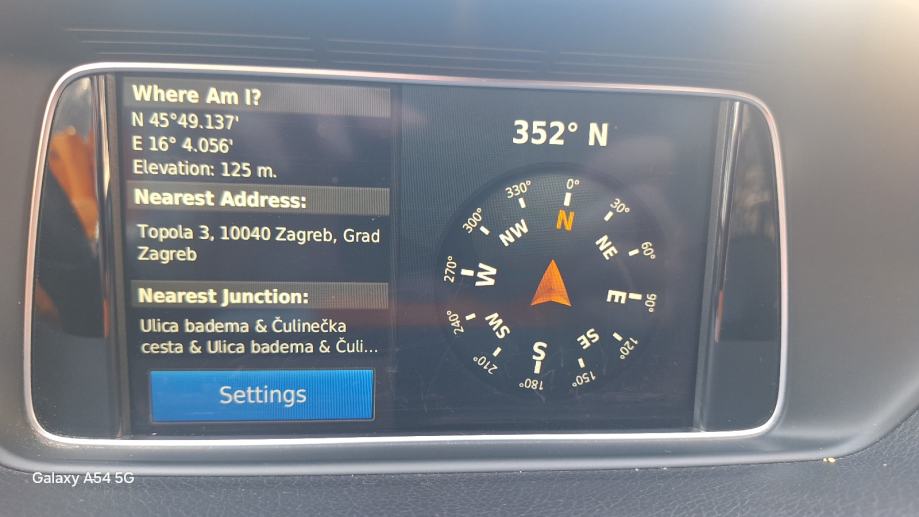 Where Am I?
N 45°49.137'
E 16° 4.056'
Elevation: 125 m.
Nearest Address:
Topola 3, 10040 Zagreb, Grad
Zagreb
Nearest Junction:
Ulica badema & Čulinečka
cesta & Ulica badema & Čuli...
Settings
352° N
0°
30°
60°
90°
120°
150°
180°
210°
240°
270°
300°
330°
N
NE
E
SE
S
SW
W
NW
Galaxy A54 5G